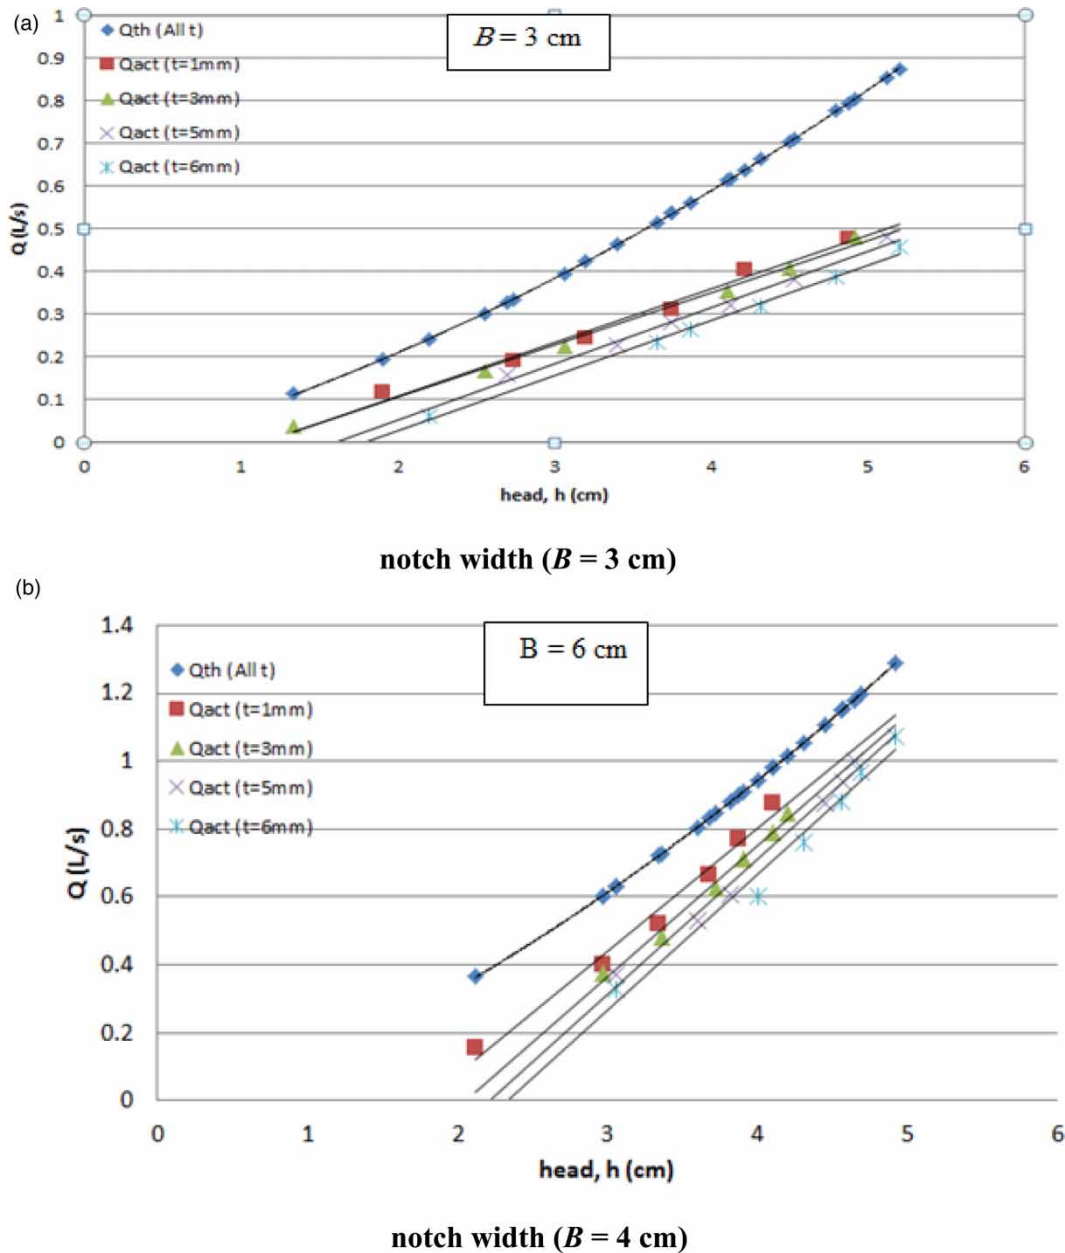 (a)
B = 3 cm
Qth (All t)
Qact (t=1mm)
Qact (t=3mm)
Qact (t=5mm)
Qact (t=6mm)
1
0.9
0.8
0.7
0.6
0.5
0.4
0.3
0.2
0.1
0
Q (L/s)
0 1 2 3 4 5 6
head, h (cm)
notch width (B = 3 cm)
(b)
B = 6 cm
Qth (All t)
Qact (t=1mm)
Qact (t=3mm)
Qact (t=5mm)
Qact (t=6mm)
1.4
1.2
1
0.8
0.6
0.4
0.2
0
Q (L/s)
0 1 2 3 4 5 6
head, h (cm)
notch width (B = 4 cm)